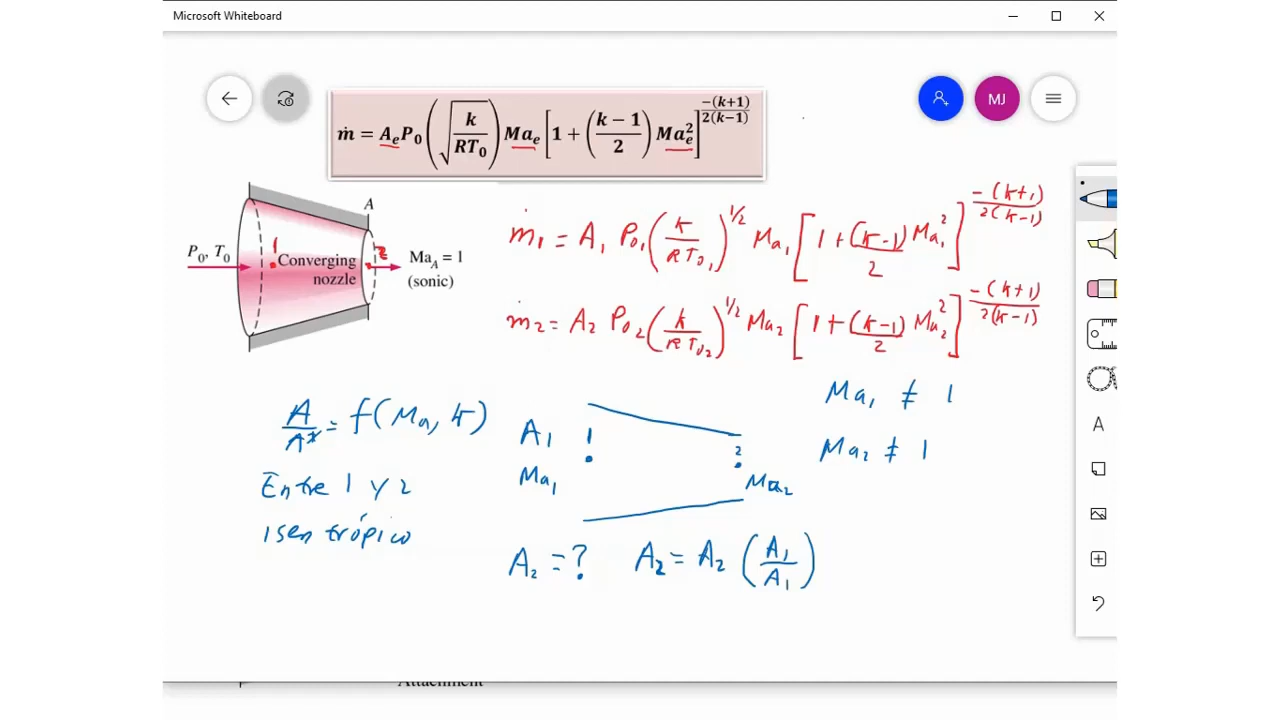 Microsoft Whiteboard
MJ
ṁ = AₑP₀ (√(k/RT₀)) Maₑ [1 + ((k − 1)/2) Maₑ²]^(−(k+1)/2(k−1))
A
P₀, T₀
1
2
Converging
nozzle
Ma_A = 1
(sonic)
ṁ₁ = A₁ P₀₁ (k/RT₀₁)^1/2 Ma₁ [1 + (k-1)/2 Ma₁²]^(-(k+1)/2(k-1))
ṁ₂ = A₂ P₀₂ (k/RT₀₂)^1/2 Ma₂ [1 + (k-1)/2 Ma₂²]^(-(k+1)/2(k-1))
Ma₁ ≠ 1
Ma₂ ≠ 1
A/A* = f(Ma, k)
Entre 1 y 2
isentrópico
A₁
Ma₁
1
2
Ma₂
A₂ = ?
A₂ = A₂ (A₁/A₁)
A